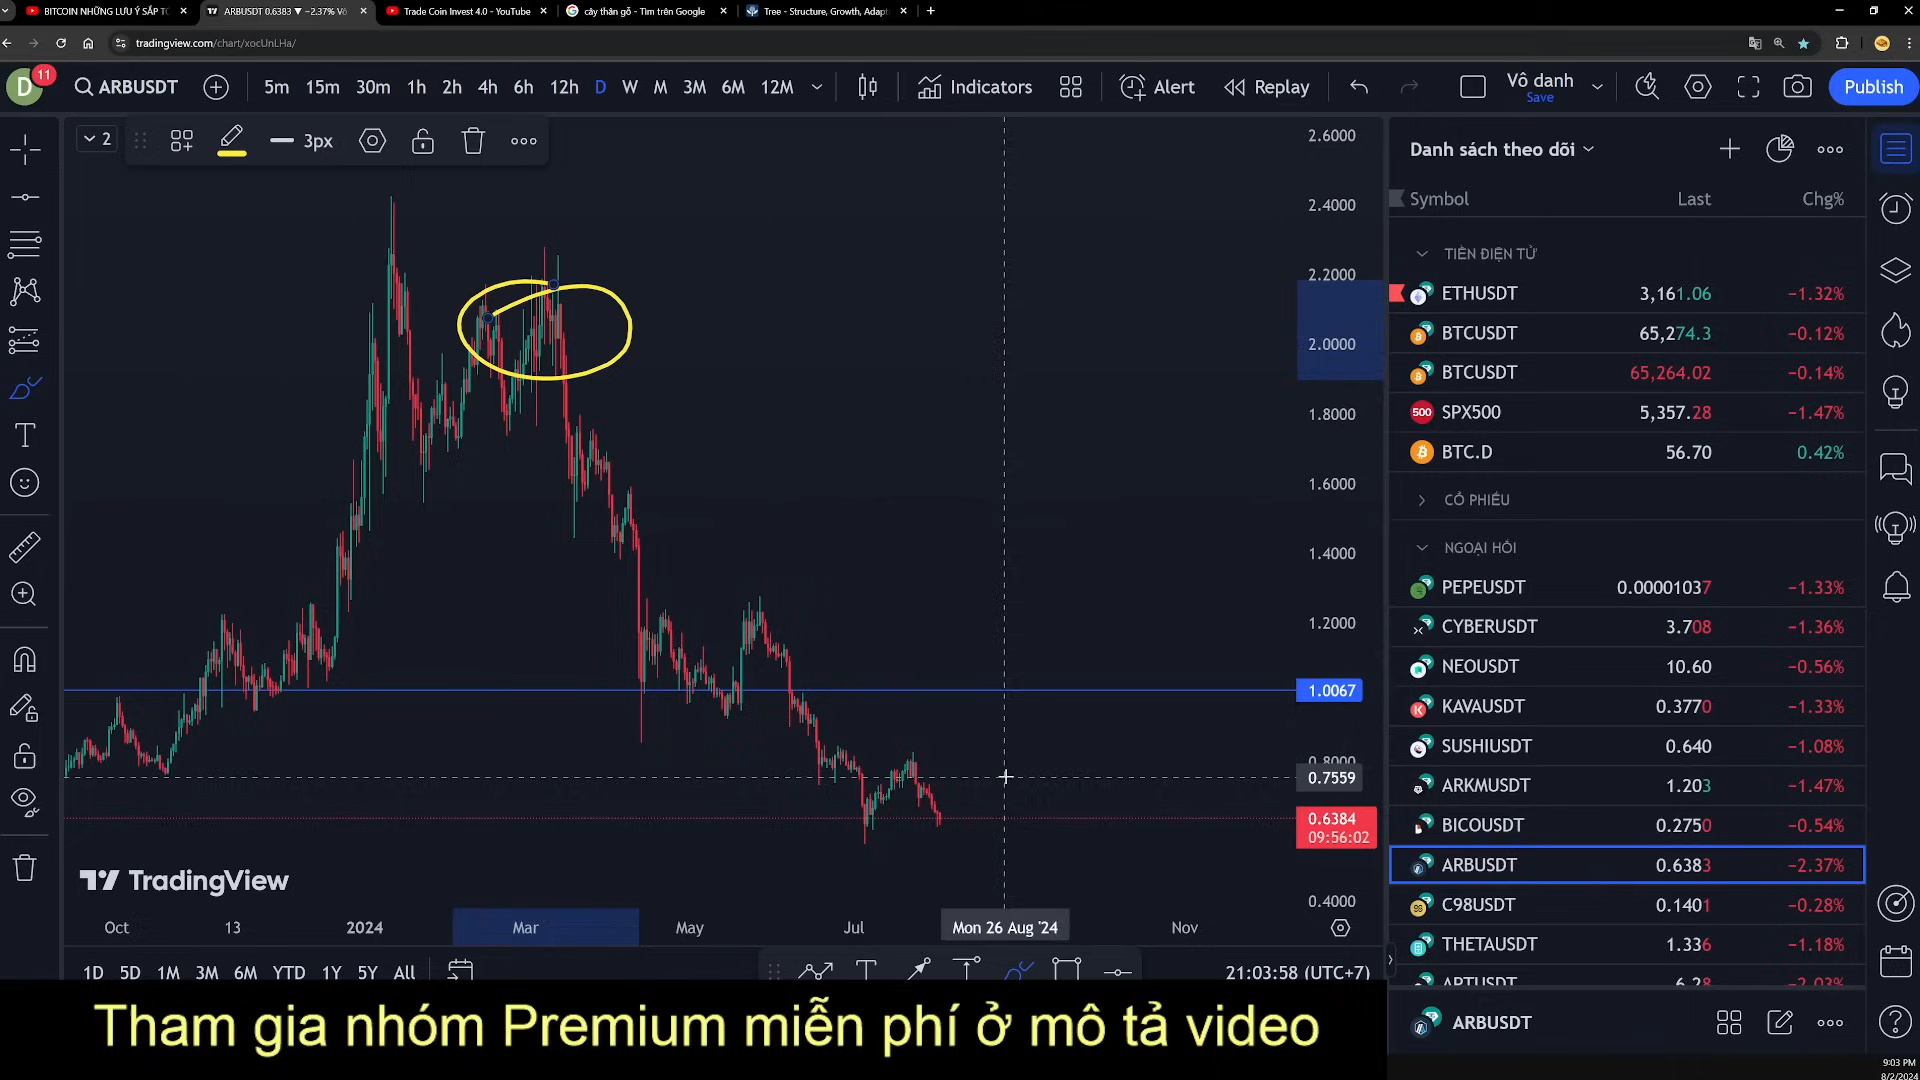 BITCOIN NHỮNG LƯU Ý SẮP TỚ
ARBUSDT 0.6383 ▼ −2.37% Vô
Trade Coin Invest 4.0 - YouTube
cây thân gỗ - Tìm trên Google
Tree - Structure, Growth, Adapt
tradingview.com/chart/xocUnLHa/
D
11
ARBUSDT
5m 15m 30m 1h 2h 4h 6h 12h D W M 3M 6M 12M
Indicators
Alert
Replay
Vô danh
Save
Publish
2
3px
2.6000
2.4000
2.2000
2.0000
1.8000
1.6000
1.4000
1.2000
1.0067
0.8000
0.7559
0.6384
09:56:02
0.4000
TradingView
Oct 13 2024 Mar May Jul Mon 26 Aug '24 Nov
1D 5D 1M 3M 6M YTD 1Y 5Y All
21:03:58 (UTC+7)
Danh sách theo dõi
Symbol Last Chg%
TIỀN ĐIỆN TỬ
ETHUSDT 3,161.06 −1.32%
BTCUSDT 65,274.3 −0.12%
BTCUSDT 65,264.02 −0.14%
500 SPX500 5,357.28 −1.47%
BTC.D 56.70 0.42%
CỔ PHIẾU
NGOẠI HỐI
PEPEUSDT 0.00001037 −1.33%
CYBERUSDT 3.708 −1.36%
NEOUSDT 10.60 −0.56%
KAVAUSDT 0.3770 −1.33%
SUSHIUSDT 0.640 −1.08%
ARKMUSDT 1.203 −1.47%
BICOUSDT 0.2750 −0.54%
ARBUSDT 0.6383 −2.37%
C98USDT 0.1401 −0.28%
THETAUSDT 1.336 −1.18%
APTUSDT 6.28 −2.03%
ARBUSDT
Tham gia nhóm Premium miễn phí ở mô tả video
9:03 PM
8/2/2024